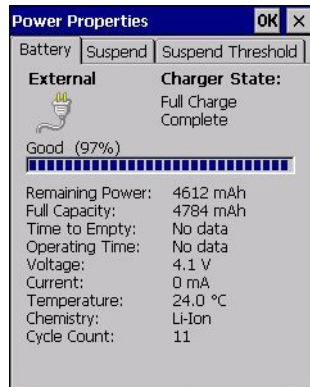 Power Properties OK ×
Battery Suspend Suspend Threshold
External Charger State:
Full Charge
Complete
Good (97%)
Remaining Power: 4612 mAh
Full Capacity: 4784 mAh
Time to Empty: No data
Operating Time: No data
Voltage: 4.1 V
Current: 0 mA
Temperature: 24.0 °C
Chemistry: Li-Ion
Cycle Count: 11